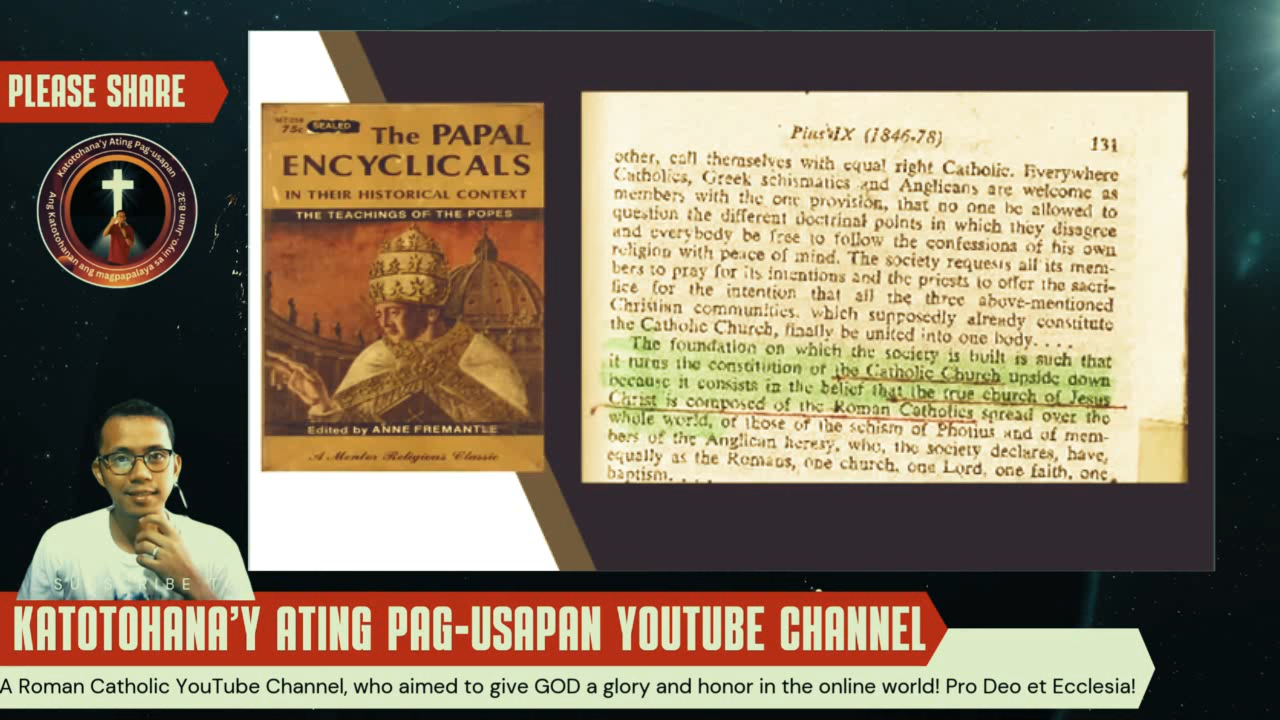 PLEASE SHARE
Katotohana'y Ating Pag-usapan
Ang Katotohanan ang magpapalaya sa inyo. Juan 8:32
MT-256
75c SEALED
The PAPAL
ENCYCLICALS
IN THEIR HISTORICAL CONTEXT
THE TEACHINGS OF THE POPES
Edited by ANNE FREMANTLE
A Mentor Religious Classic
Pius IX (1846-78) 131
other, call themselves with equal right Catholic. Everywhere
Catholics, Greek schismatics and Anglicans are welcome as
members with the one provision, that no one be allowed to
question the different doctrinal points in which they disagree
and everybody be free to follow the confessions of his own
religion with peace of mind. The society requests all its mem-
bers to pray for its intentions and the priests to offer the sacri-
fice for the intention that all the three above-mentioned
Christian communities, which supposedly already constitute
the Catholic Church, finally be united into one body. . . .
The foundation on which the society is built is such that
it turns the constitution of the Catholic Church upside down
because it consists in the belief that the true church of Jesus
Christ is composed of the Roman Catholics spread over the
whole world, of those of the schism of Photius and of mem-
bers of the Anglican heresy, who, the society declares, have,
equally as the Romans, one church, one Lord, one faith, one
baptism. . . .
SUBSCRIBE
KATOTOHANA'Y ATING PAG-USAPAN YOUTUBE CHANNEL
A Roman Catholic YouTube Channel, who aimed to give GOD a glory and honor in the online world! Pro Deo et Ecclesia!